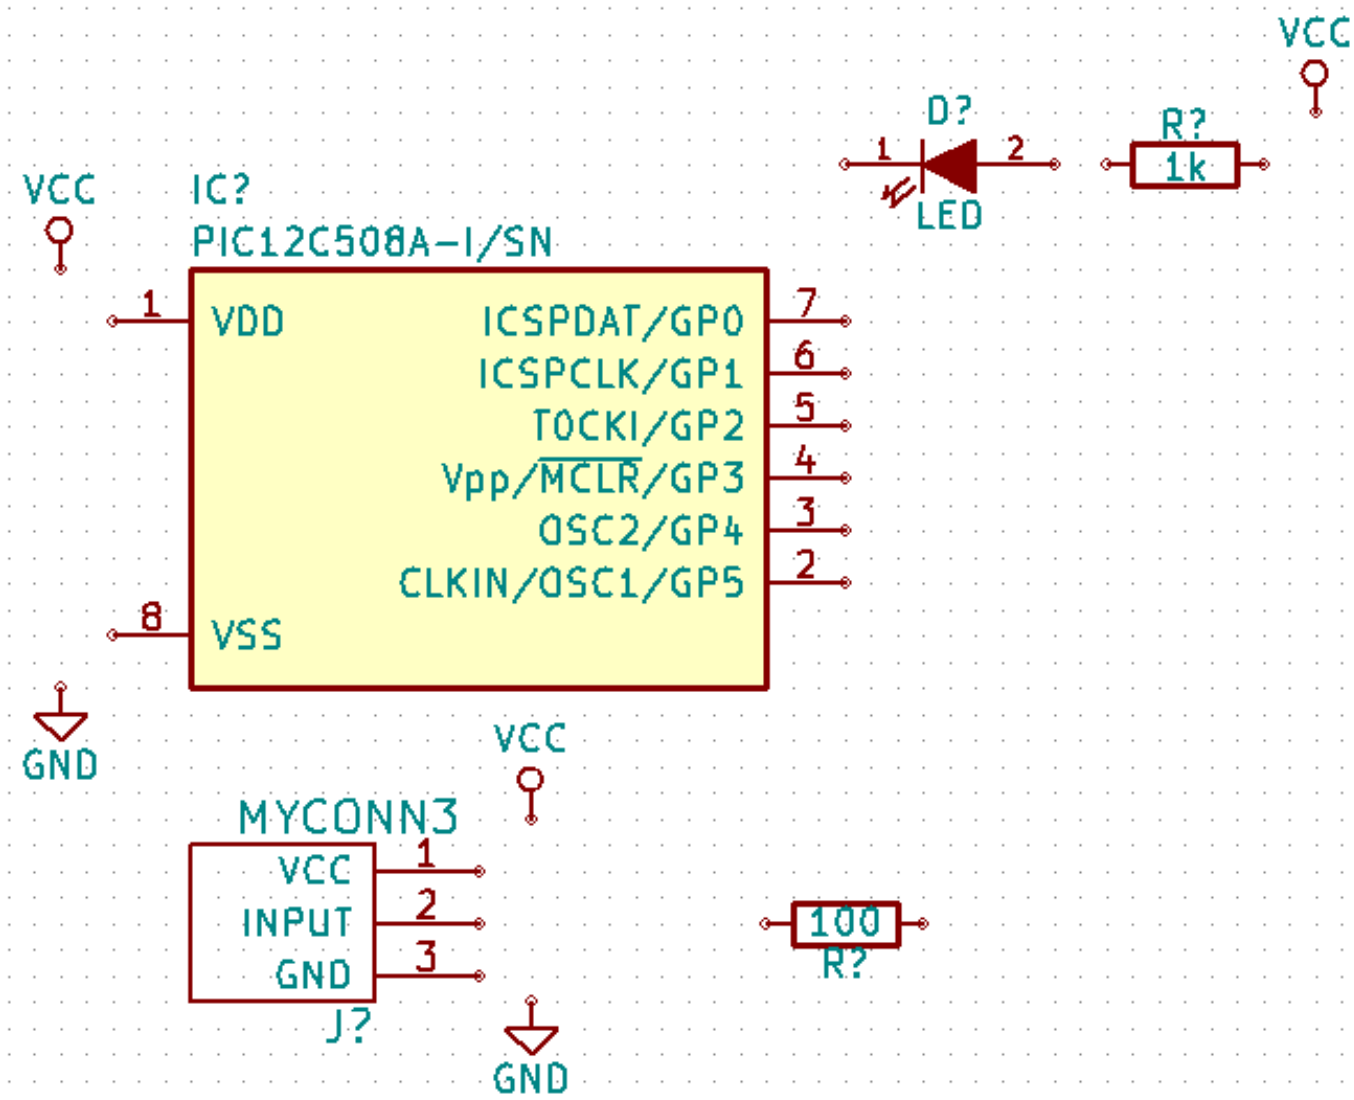 VCC
D?
1 2
LED
R?
1k
VCC
IC?
PIC12C508A-I/SN
1 VDD
ICSPDAT/GP0 7
ICSPCLK/GP1 6
T0CKI/GP2 5
Vpp/MCLR/GP3 4
OSC2/GP4 3
CLKIN/OSC1/GP5 2
8 VSS
GND
VCC
MYCONN3
VCC 1
INPUT 2
GND 3
J?
GND
100
R?